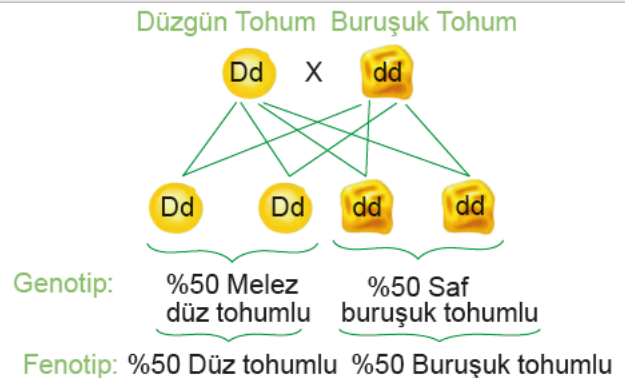 Düzgün Tohum Buruşuk Tohum
Dd X dd
Dd Dd dd dd
Genotip: %50 Melez %50 Saf
düz tohumlu buruşuk tohumlu
Fenotip: %50 Düz tohumlu %50 Buruşuk tohumlu